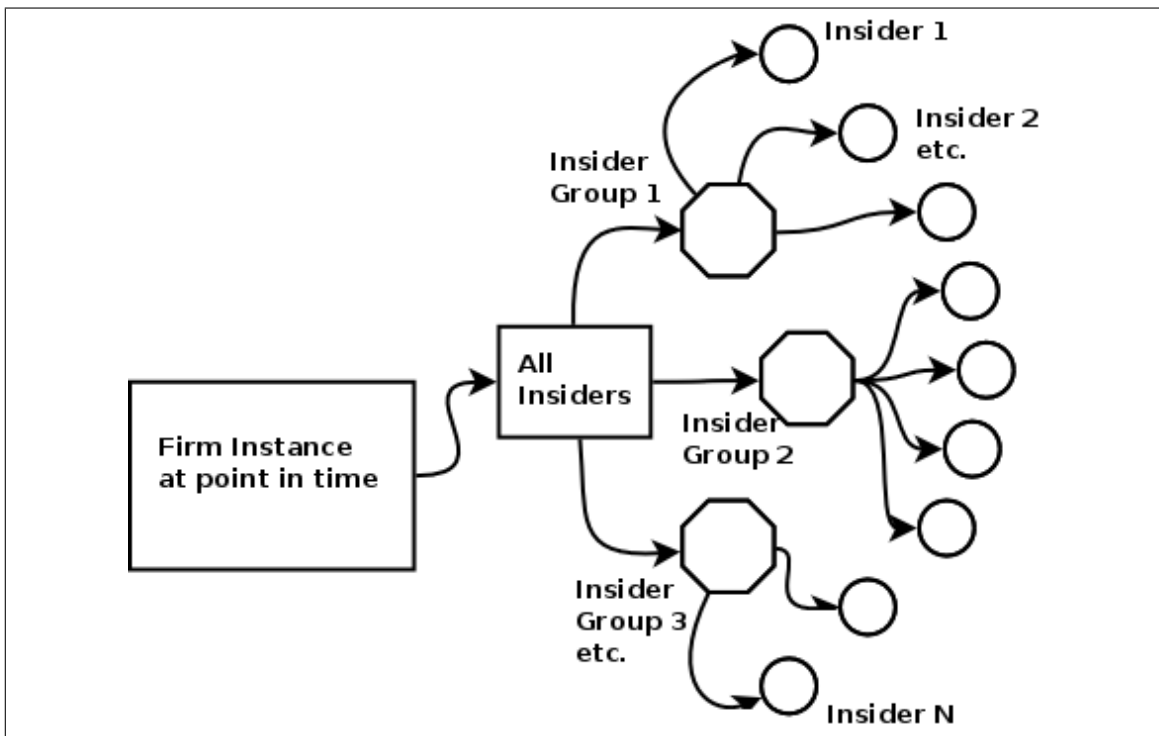 Insider 1
Insider 2
etc.
Insider
Group 1
All
Insiders
Firm Instance
at point in time
Insider
Group 2
Insider
Group 3
etc.
Insider N